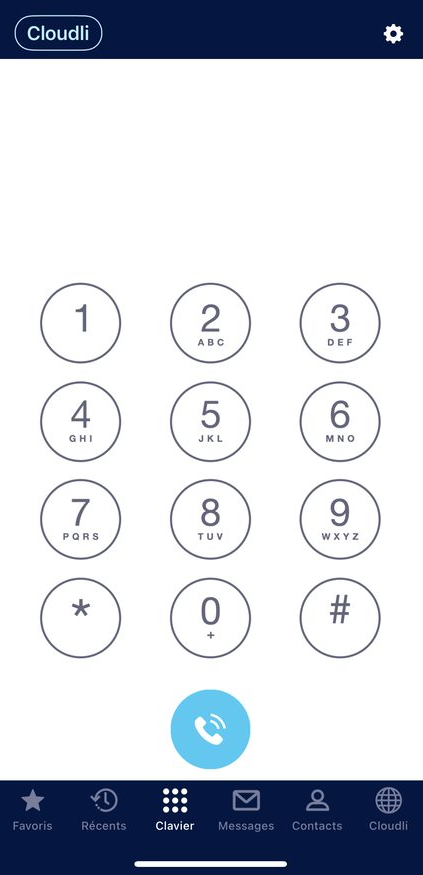 Cloudli
1
2
ABC
3
DEF
4
GHI
5
JKL
6
MNO
7
PQRS
8
TUV
9
WXYZ
*
0
+
#
Favoris
Récents
Clavier
Messages
Contacts
Cloudli